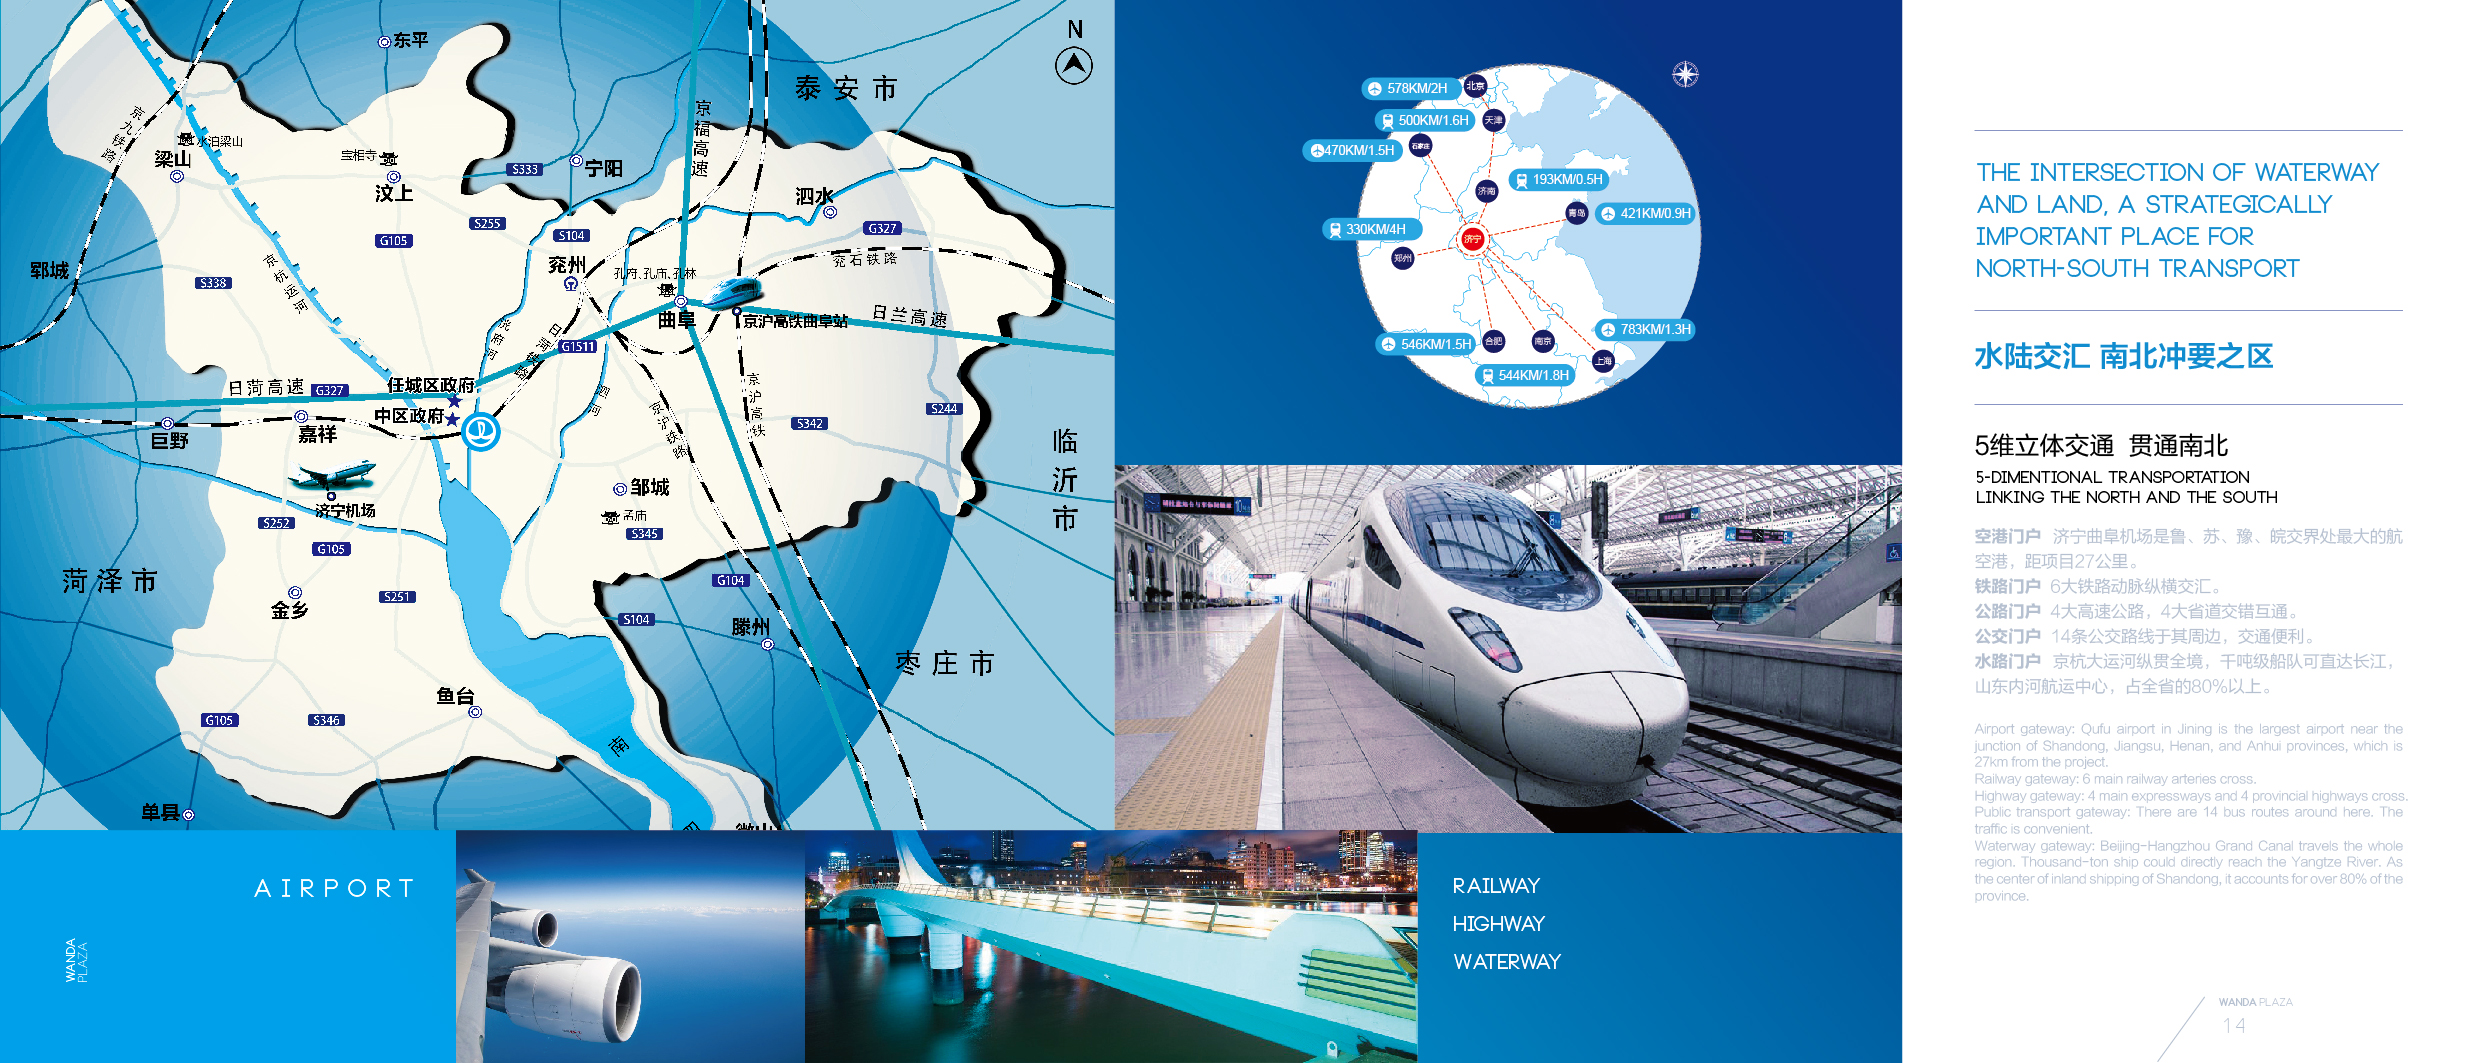 N
东平
泰安市
京九铁路
京福高速
水泊梁山
梁山
宝相寺
汶上
S333
宁阳
泗水
S255
G105
S104
G327
郓城
京杭运河
兖州
孔府、孔庙、孔林
兖石铁路
S338
曲阜
京沪高铁曲阜站
日兰高速
G1511
日菏高速
G327
任城区政府
中区政府
泗河
京沪铁路
京沪高铁
S342
S244
巨野
嘉祥
临沂市
济宁机场
邹城
孟庙
S345
S252
G105
菏泽市
G104
金乡
S251
S104
滕州
枣庄市
鱼台
G105
S346
南
单县
578KM/2H
北京
500KM/1.6H
天津
470KM/1.5H
石家庄
193KM/0.5H
济南
青岛
421KM/0.9H
330KM/4H
济宁
郑州
783KM/1.3H
546KM/1.5H
合肥
南京
上海
544KM/1.8H
AIRPORT
WANDA
PLAZA
RAILWAY
HIGHWAY
WATERWAY
THE INTERSECTION OF WATERWAY
AND LAND, A STRATEGICALLY
IMPORTANT PLACE FOR
NORTH-SOUTH TRANSPORT
水陆交汇 南北冲要之区
5维立体交通 贯通南北
5-DIMENTIONAL TRANSPORTATION
LINKING THE NORTH AND THE SOUTH
空港门户 济宁曲阜机场是鲁、苏、豫、皖交界处最大的航
空港，距项目27公里。
铁路门户 6大铁路动脉纵横交汇。
公路门户 4大高速公路，4大省道交错互通。
公交门户 14条公交路线于其周边，交通便利。
水路门户 京杭大运河纵贯全境，千吨级船队可直达长江，
山东内河航运中心，占全省的80%以上。
Airport gateway: Qufu airport in Jining is the largest airport near the
junction of Shandong, Jiangsu, Henan, and Anhui provinces, which is
27km from the project.
Railway gateway: 6 main railway arteries cross.
Highway gateway: 4 main expressways and 4 provincial highways cross.
Public transport gateway: There are 14 bus routes around here. The
traffic is convenient.
Waterway gateway: Beijing-Hangzhou Grand Canal travels the whole
region. Thousand-ton ship could directly reach the Yangtze River. As
the center of inland shipping of Shandong, it accounts for over 80% of the
province.
WANDA PLAZA
14